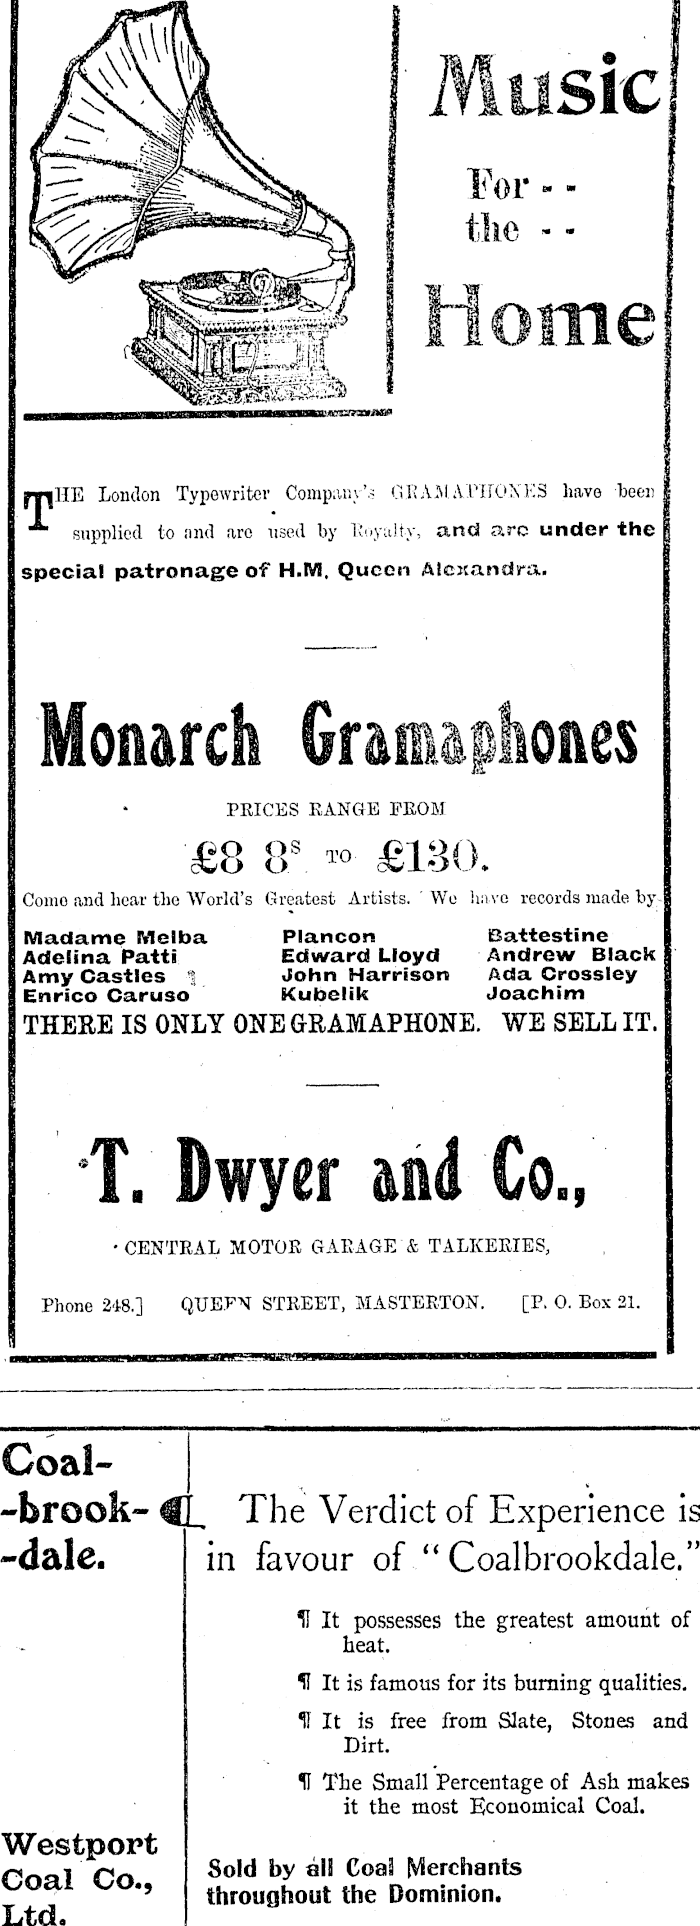 Music
For - -
the - -
Home
THE London Typewriter Company's GRAMAPHONES have been
supplied to and are used by Royalty, and are under the
special patronage of H.M. Queen Alexandra.
Monarch Gramaphones
PRICES RANGE FROM
£8 8s TO £130.
Come and hear the World's Greatest Artists. We have records made by
Madame Melba Plancon Battestine
Adelina Patti Edward Lloyd Andrew Black
Amy Castles John Harrison Ada Crossley
Enrico Caruso Kubelik Joachim
THERE IS ONLY ONE GRAMAPHONE. WE SELL IT.
T. Dwyer and Co.,
CENTRAL MOTOR GARAGE & TALKERIES,
Phone 248.] QUEEN STREET, MASTERTON. [P. O. Box 21.
Coal-
-brook-
-dale.
The Verdict of Experience is
in favour of "Coalbrookdale."
¶ It possesses the greatest amount of
heat.
¶ It is famous for its burning qualities.
¶ It is free from Slate, Stones and
Dirt.
¶ The Small Percentage of Ash makes
it the most Economical Coal.
Westport
Coal Co.,
Ltd.
Sold by all Coal Merchants
throughout the Dominion.